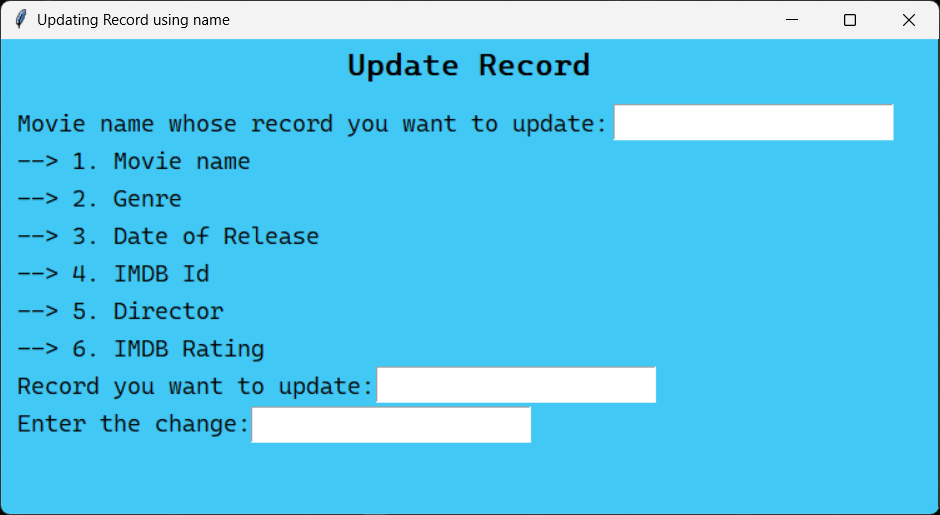 Updating Record using name
Update Record
Movie name whose record you want to update:
--> 1. Movie name
--> 2. Genre
--> 3. Date of Release
--> 4. IMDB Id
--> 5. Director
--> 6. IMDB Rating
Record you want to update:
Enter the change: